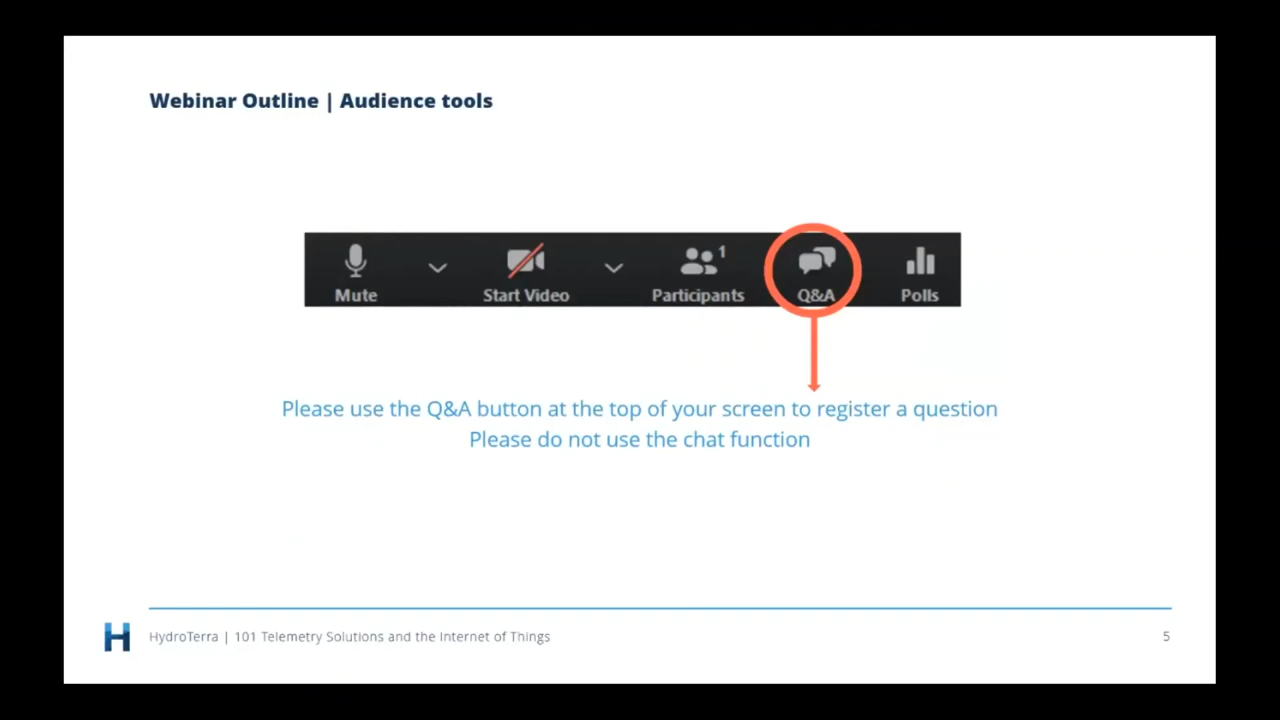 Webinar Outline | Audience tools
Mute
Start Video
Participants
1
Q&A
Polls
Please use the Q&A button at the top of your screen to register a question
Please do not use the chat function
H
HydroTerra | 101 Telemetry Solutions and the Internet of Things
5